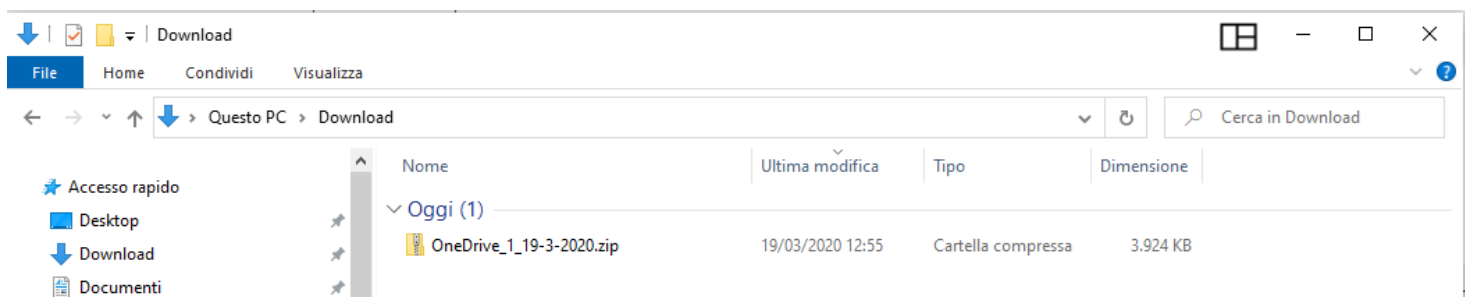 Download
File Home Condividi Visualizza
Questo PC Download Cerca in Download
Nome Ultima modifica Tipo Dimensione
Accesso rapido
Oggi (1)
Desktop
OneDrive_1_19-3-2020.zip 19/03/2020 12:55 Cartella compressa 3.924 KB
Download
Documenti